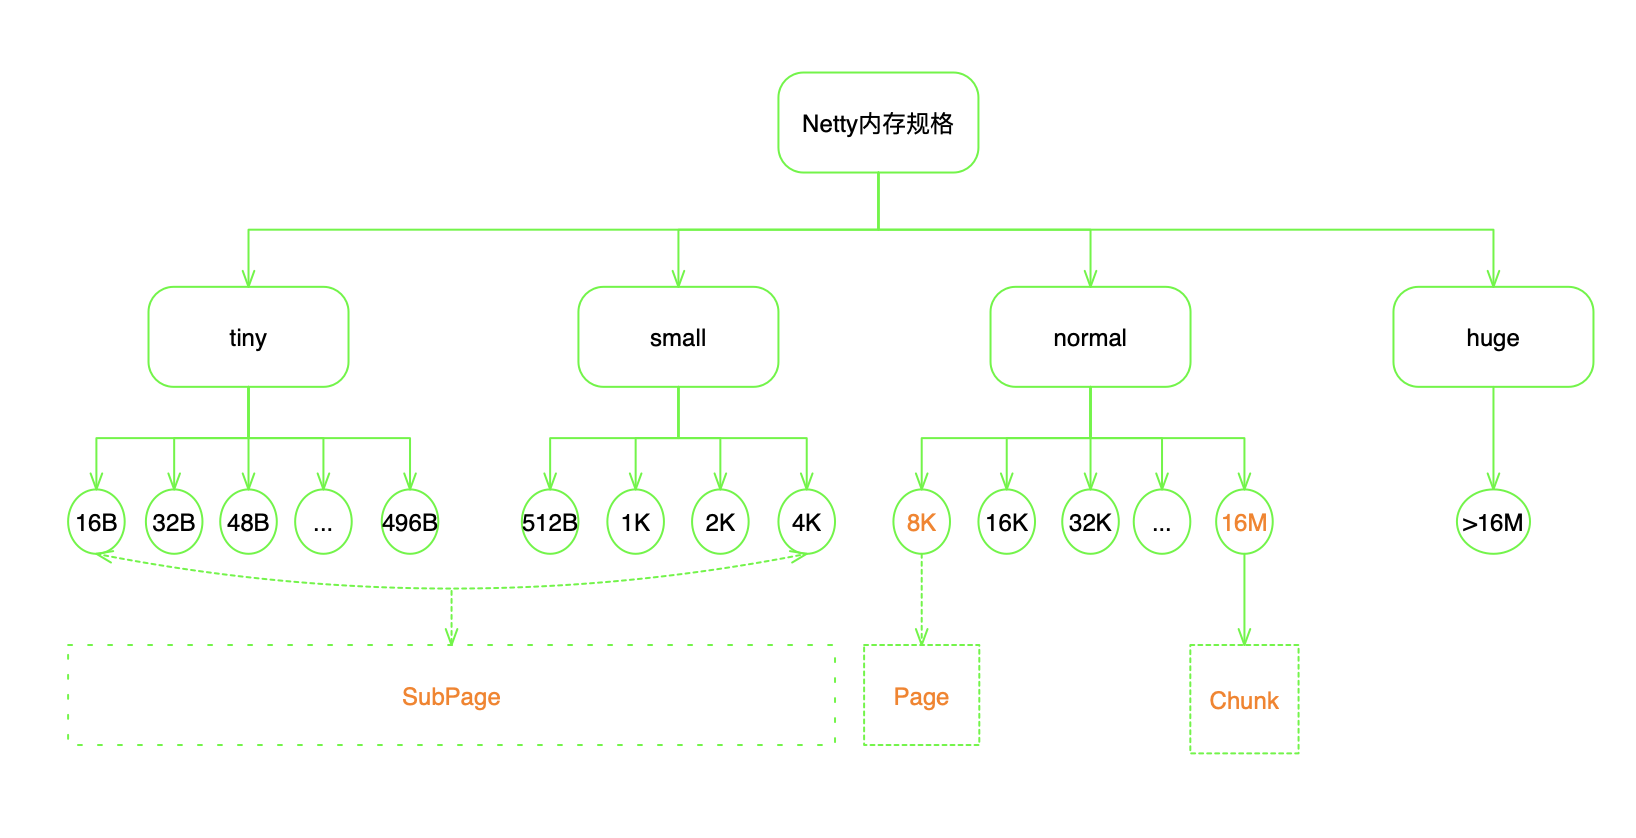 Netty内存规格
tiny
small
normal
huge
16B
32B
48B
...
496B
512B
1K
2K
4K
8K
16K
32K
...
16M
>16M
SubPage
Page
Chunk